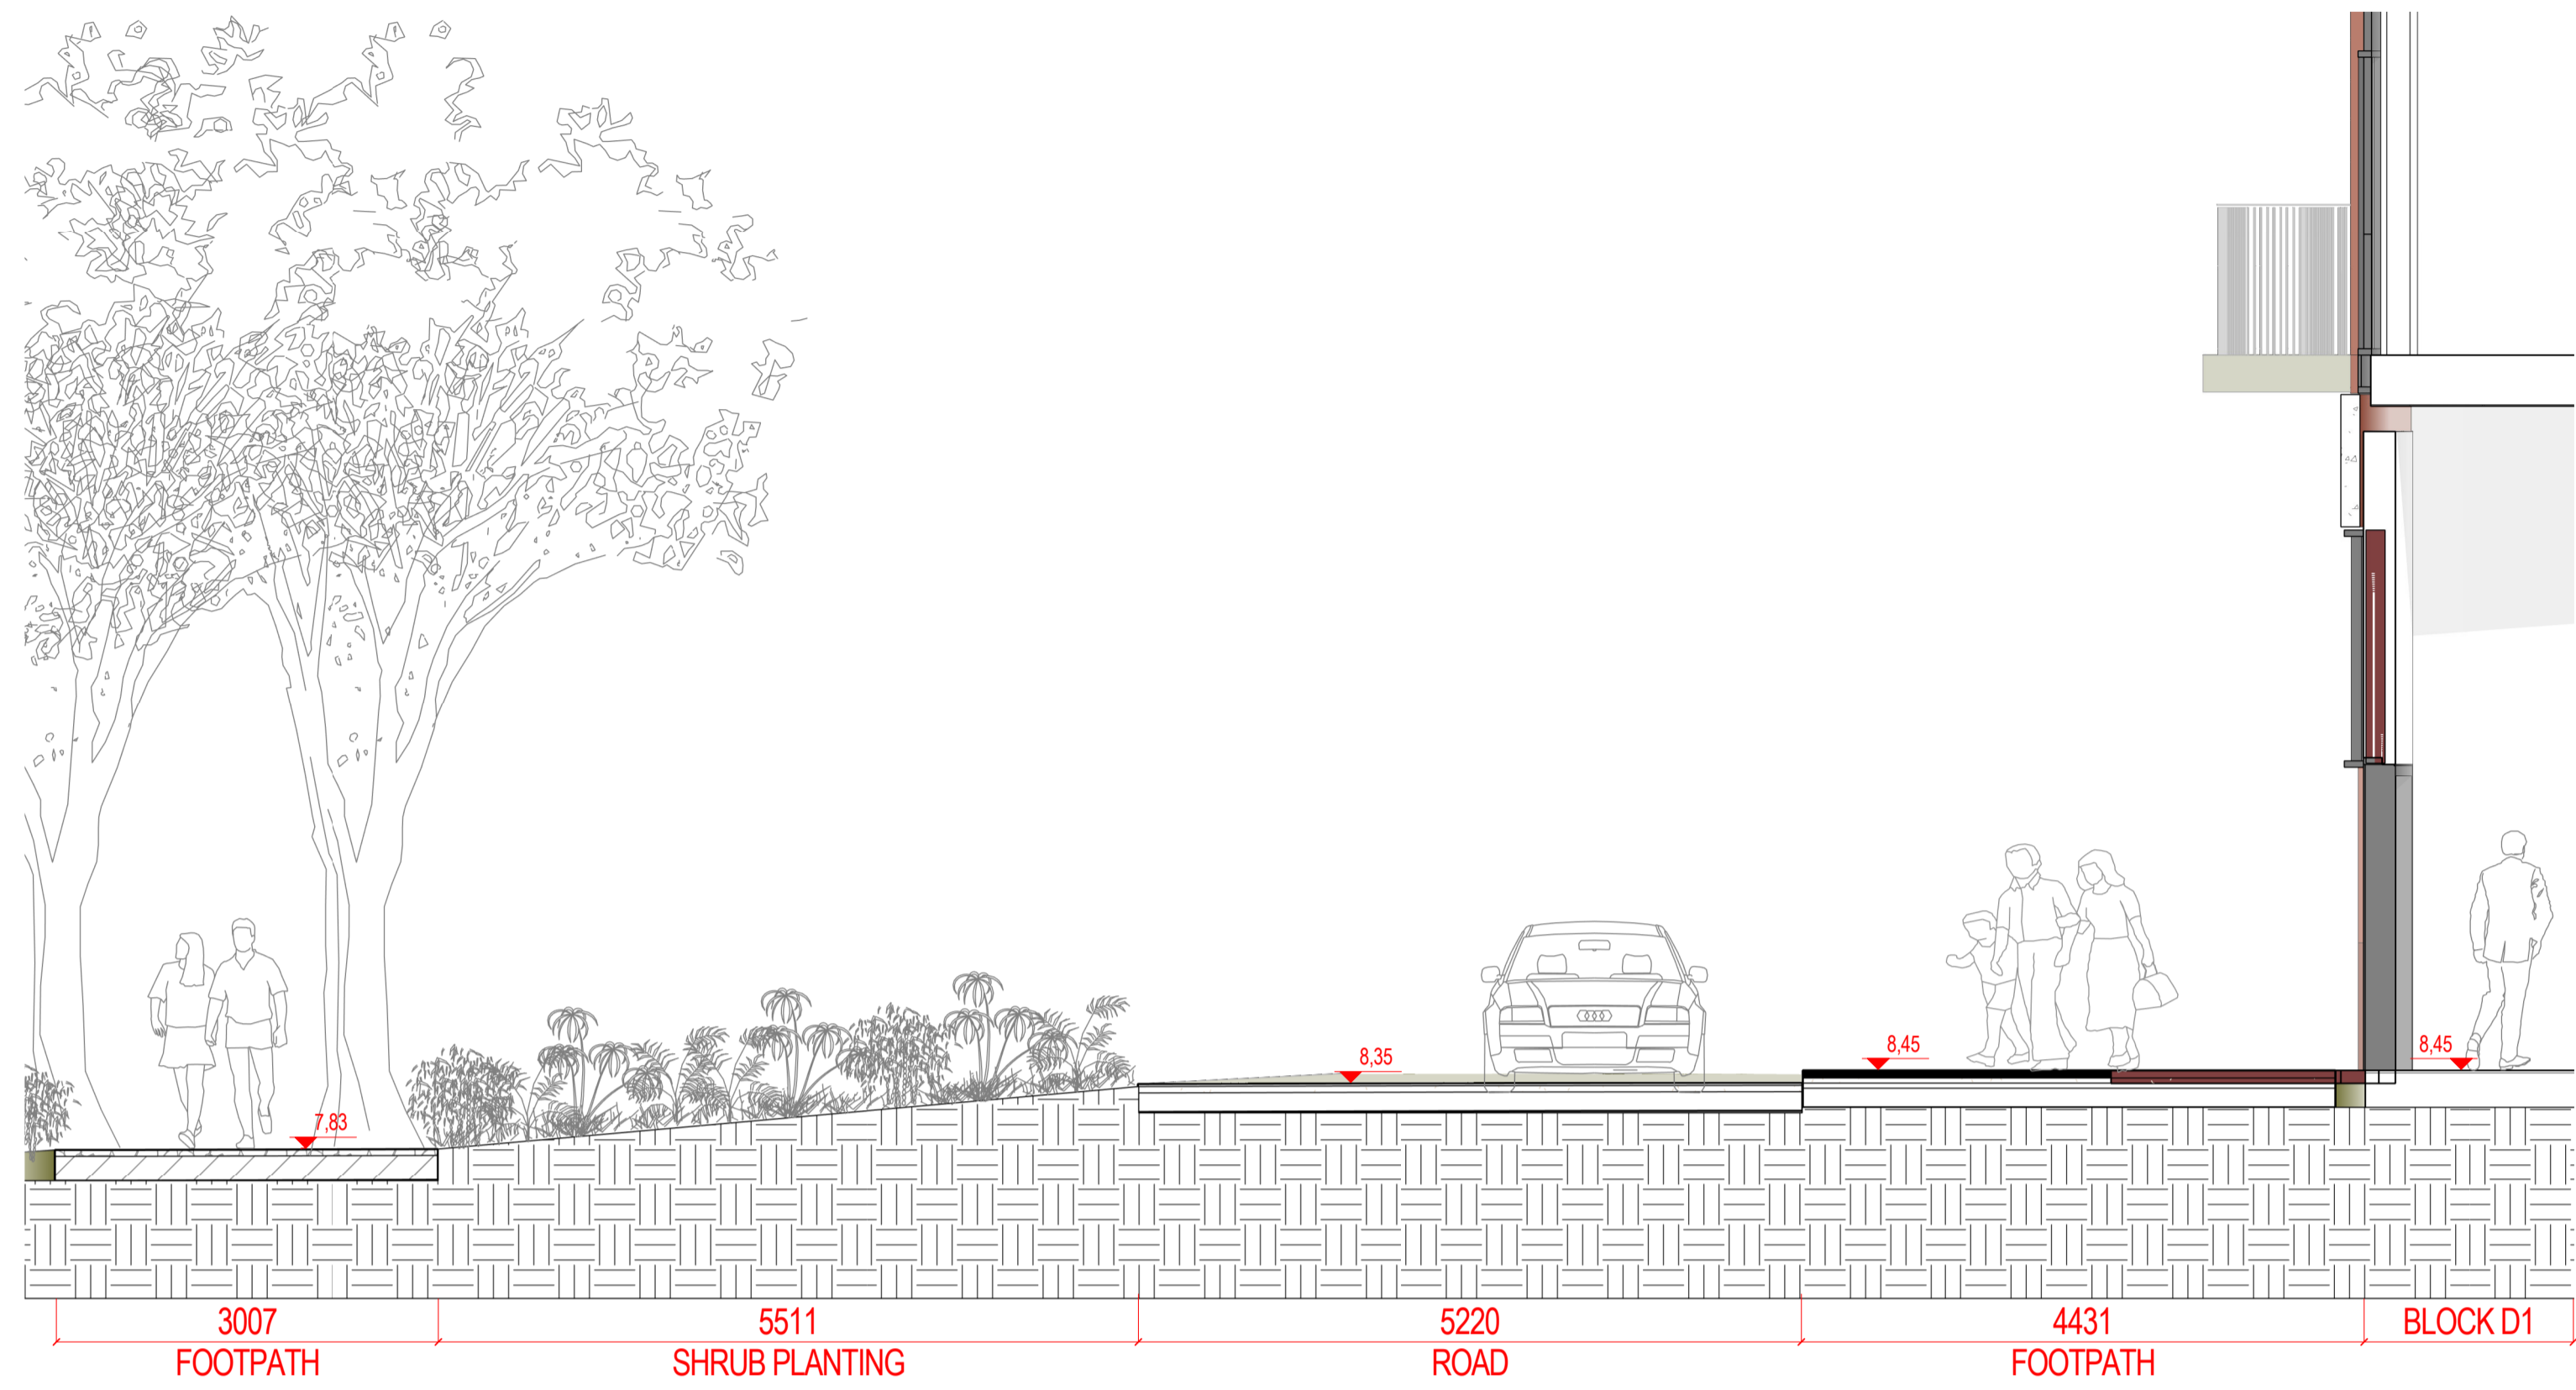 8,35
8,45
8,45
7,83
3007
5511
5220
4431
BLOCK D1
FOOTPATH
SHRUB PLANTING
ROAD
FOOTPATH